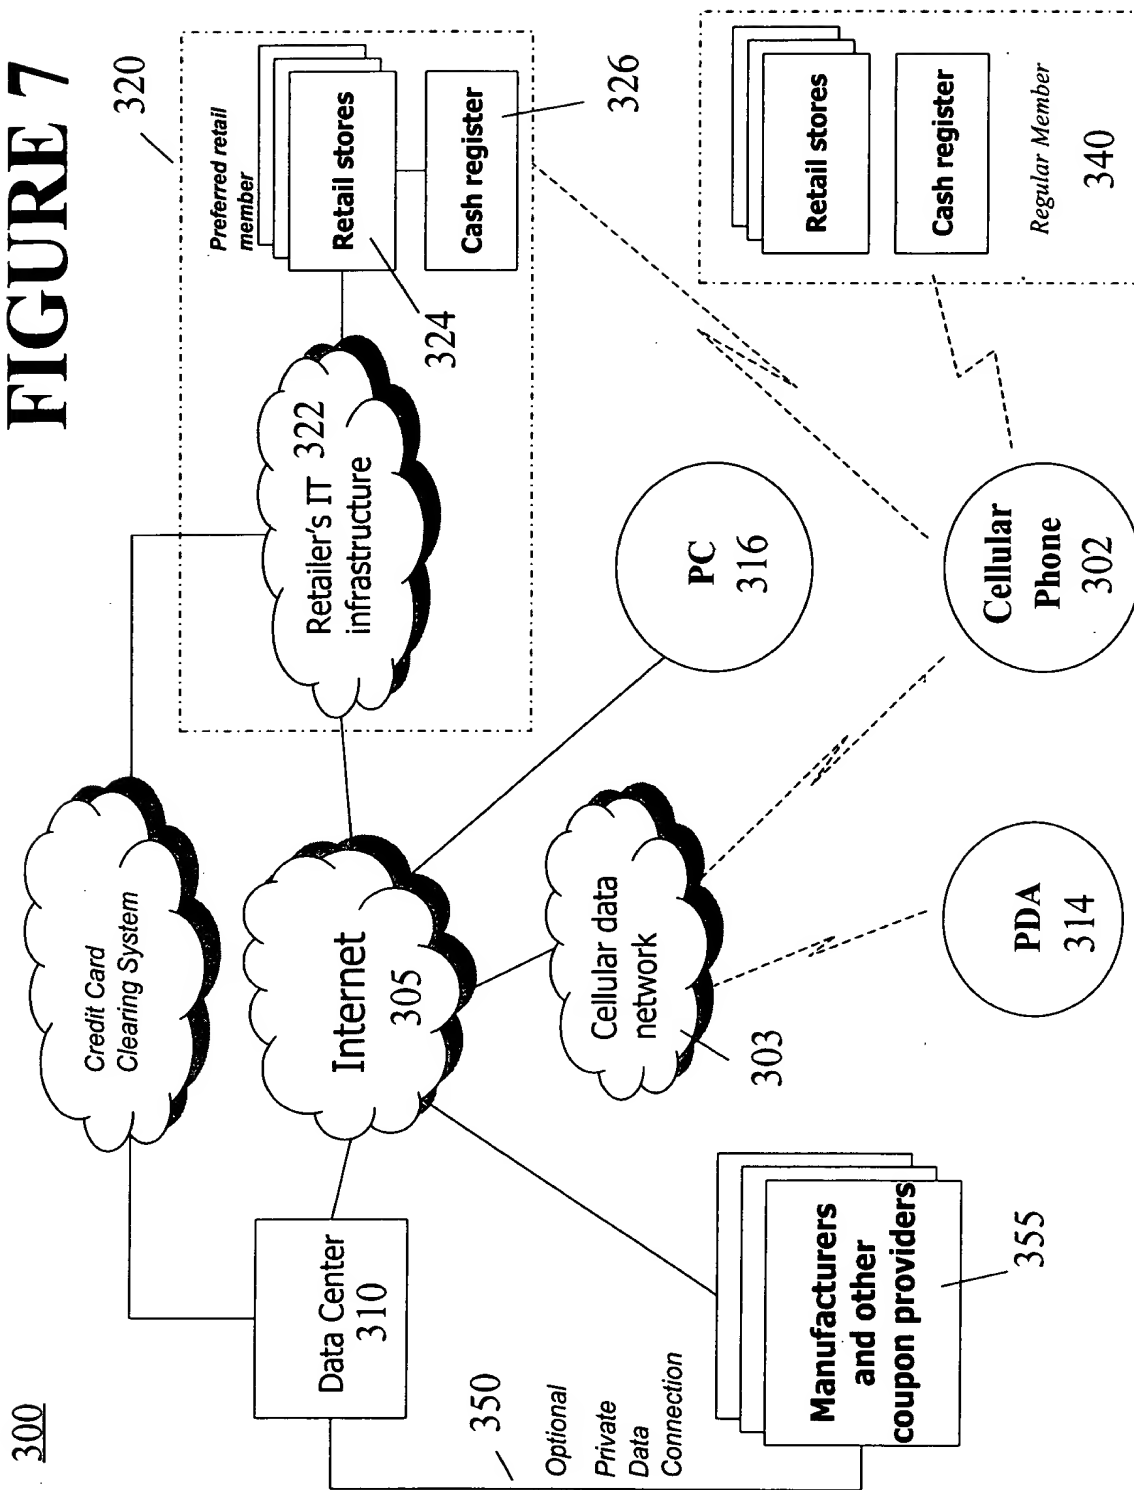 FIGURE 7
300
Credit Card
Clearing System
320
Preferred retail
member
Retail stores
324
Cash register
326
Retailer's IT
322
infrastructure
Internet
305
Data Center
310
350
Optional
Private
Data
Connection
Cellular data
network
303
PC
316
Manufacturers
and other
coupon providers
355
PDA
314
Cellular
Phone
302
Retail stores
Cash register
Regular Member
340